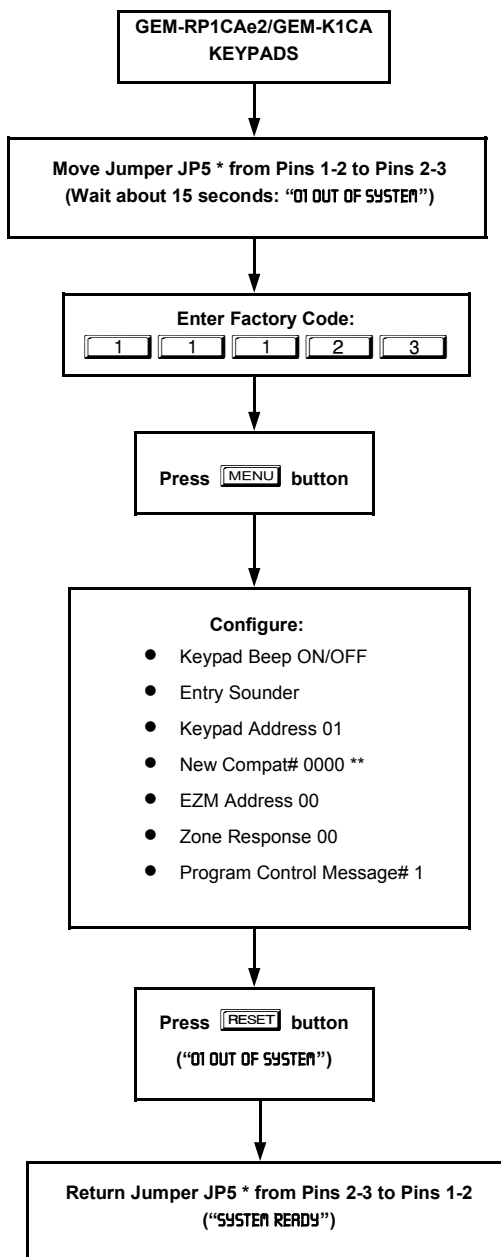 GEM-RP1CAe2/GEM-K1CA
KEYPADS
Move Jumper JP5 * from Pins 1-2 to Pins 2-3
(Wait about 15 seconds: “01 OUT OF SYSTEM”)
Enter Factory Code:
1 1 1 2 3
Press MENU button
Configure:
● Keypad Beep ON/OFF
● Entry Sounder
● Keypad Address 01
● New Compat# 0000 **
● EZM Address 00
● Zone Response 00
● Program Control Message# 1
Press RESET button
(“01 OUT OF SYSTEM”)
Return Jumper JP5 * from Pins 2-3 to Pins 1-2
(“SYSTEM READY”)